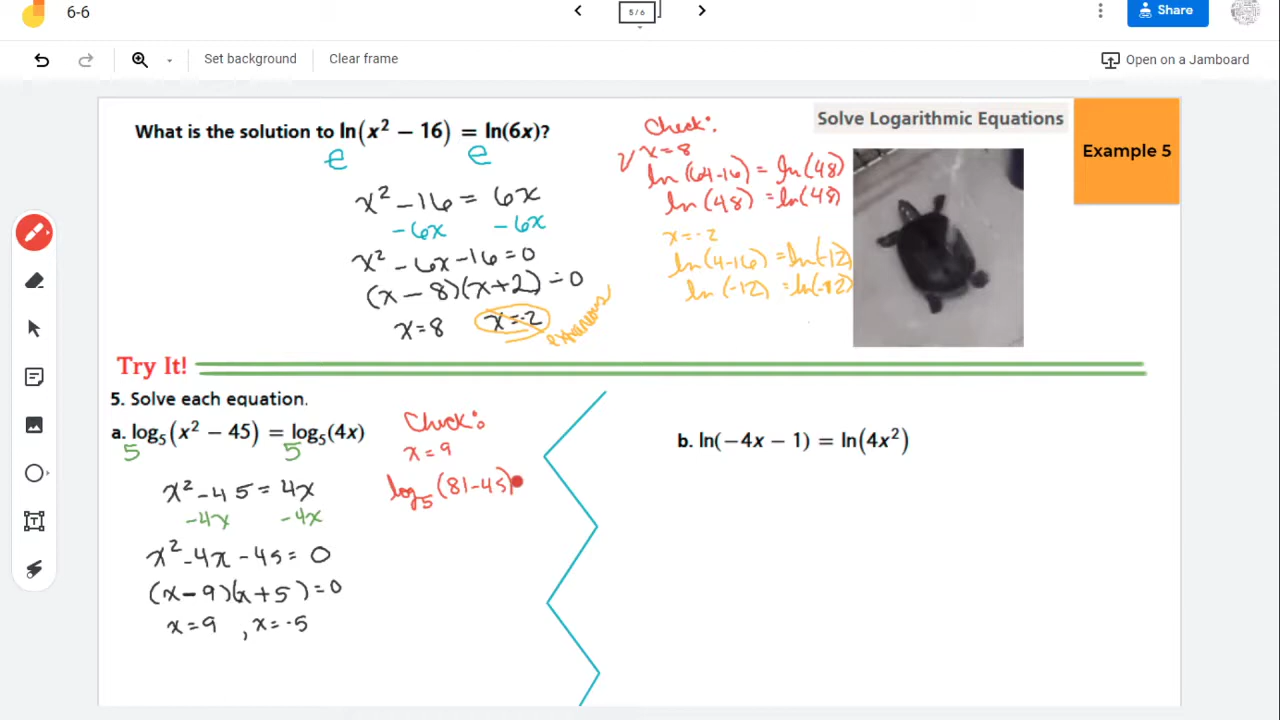 6-6
5/6
Share
Set background
Clear frame
Open on a Jamboard
What is the solution to ln(x² − 16) = ln(6x)?
e e
x² - 16 = 6x
-6x -6x
x² - 6x - 16 = 0
(x - 8)(x + 2) = 0
x = 8 x = -2
extraneous
Check:
✓ x = 8
ln(64-16) = ln(48)
ln(48) = ln(48)
x = -2
ln(4-16) = ln(-12)
ln(-12) = ln(-12)
Solve Logarithmic Equations
Example 5
Try It!
5. Solve each equation.
a. log₅(x² − 45) = log₅(4x)
5 5
x² - 45 = 4x
-4x -4x
x² - 4x - 45 = 0
(x - 9)(x + 5) = 0
x = 9 , x = -5
Check:
x = 9
log₅(81-45)
b. ln(−4x − 1) = ln(4x²)